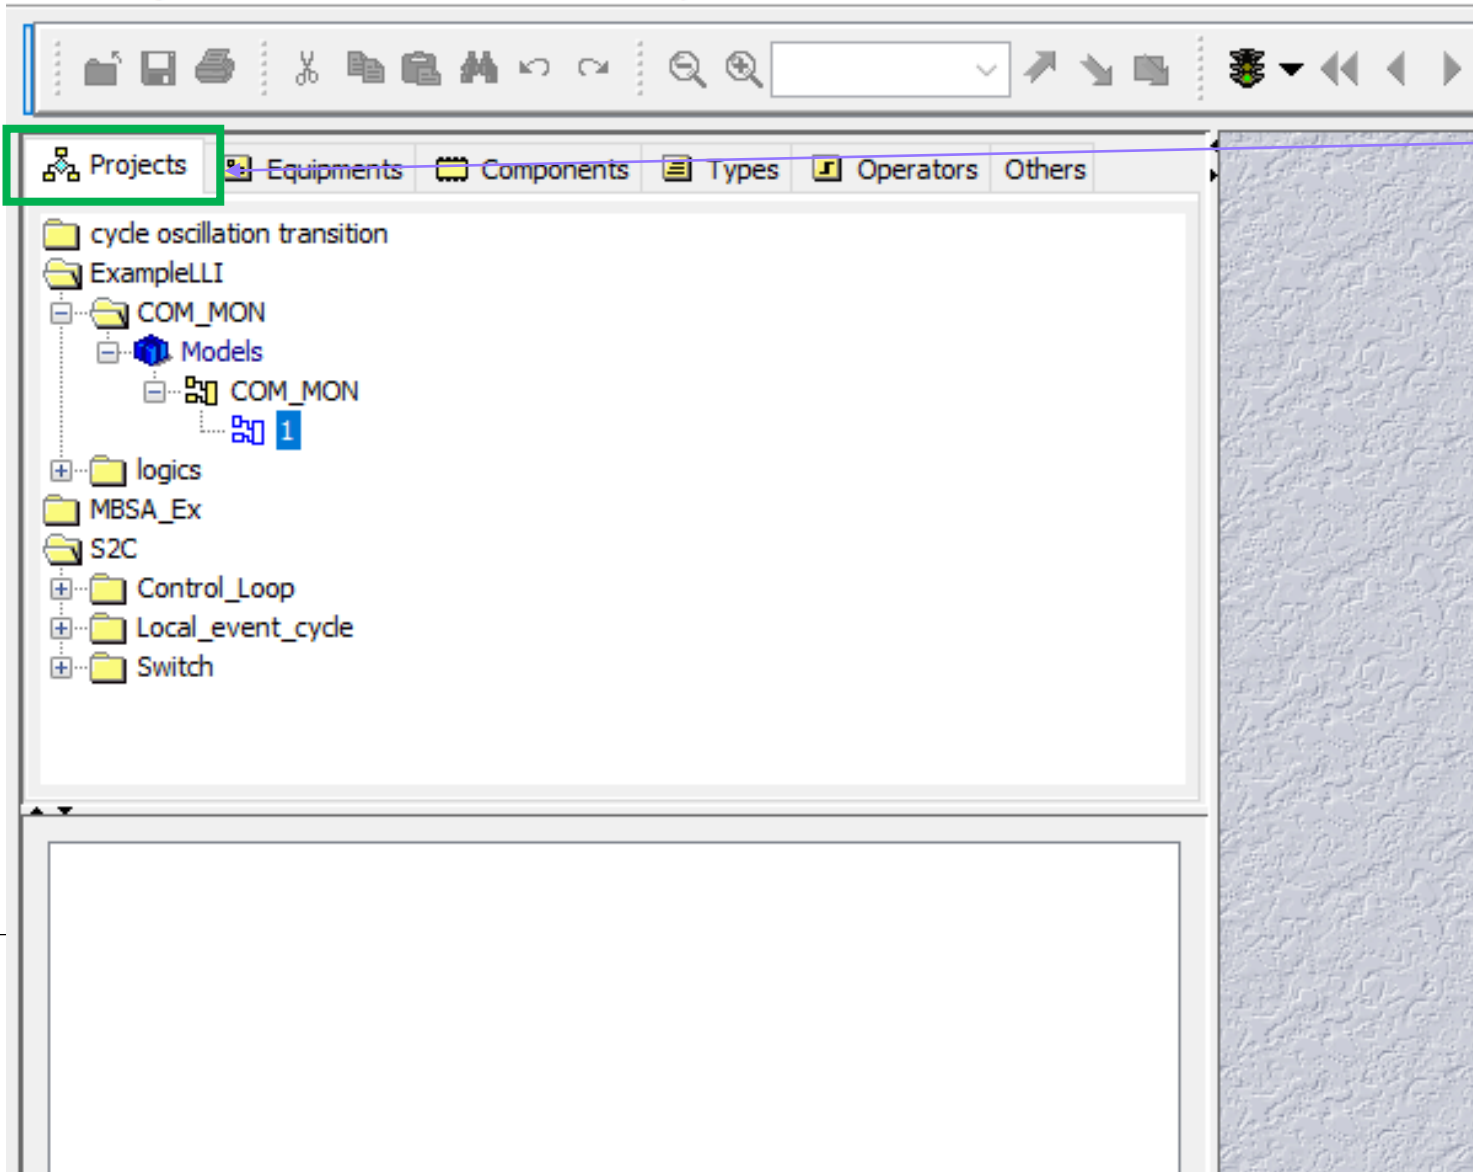 Projects Equipments Components Types Operators Others
cycle oscillation transition
ExampleLLI
COM_MON
Models
COM_MON
1
logics
MBSA_Ex
S2C
Control_Loop
Local_event_cycle
Switch